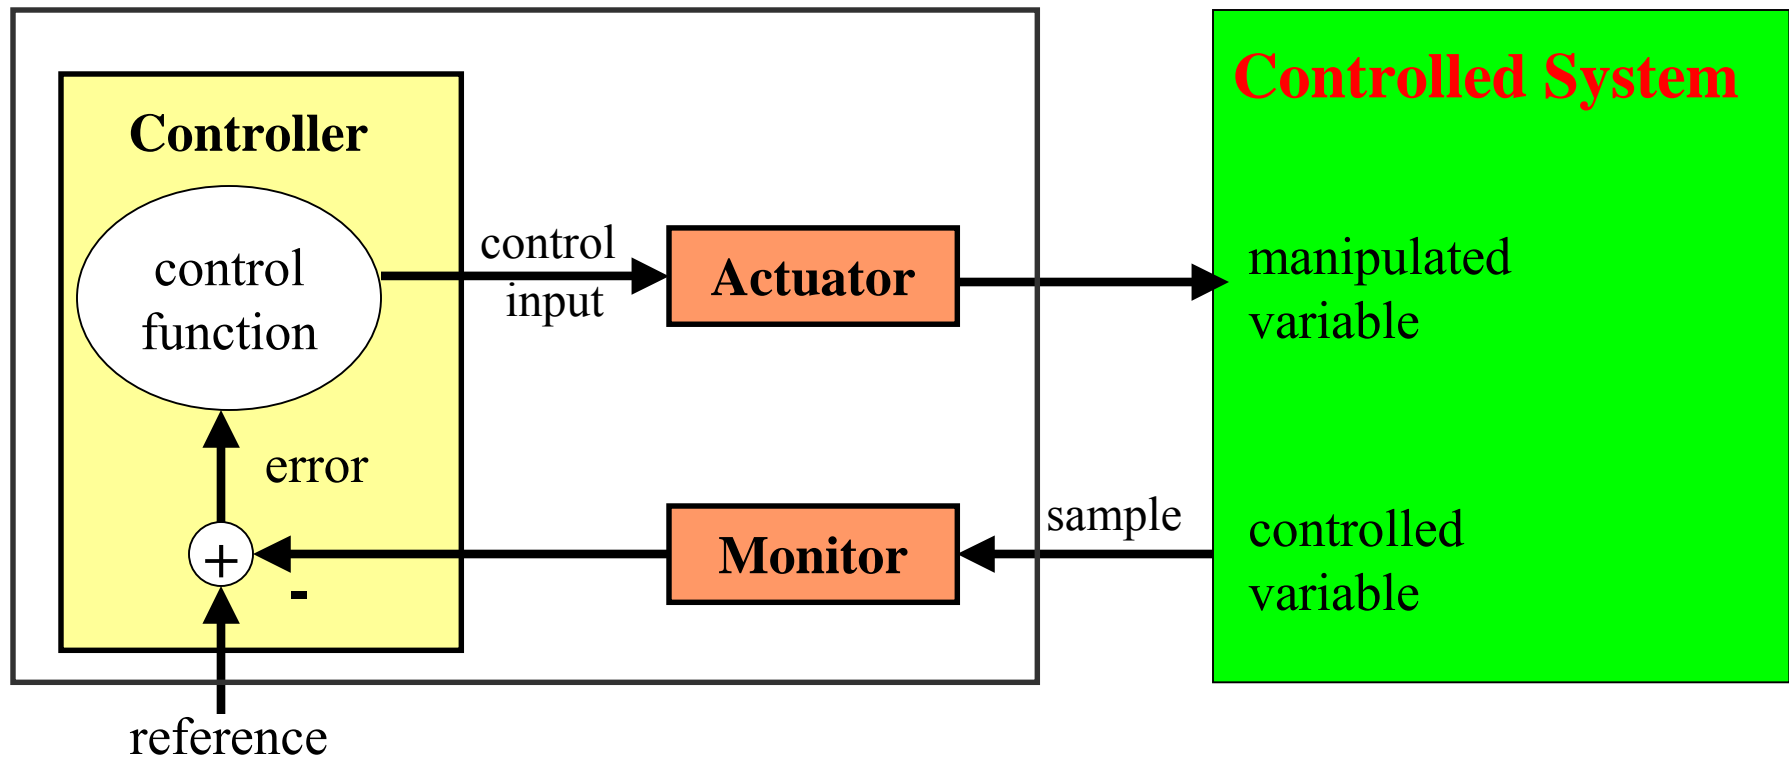 Controlled System
Controller
control
function
control
input
Actuator
manipulated
variable
error
+
-
Monitor
sample
controlled
variable
reference